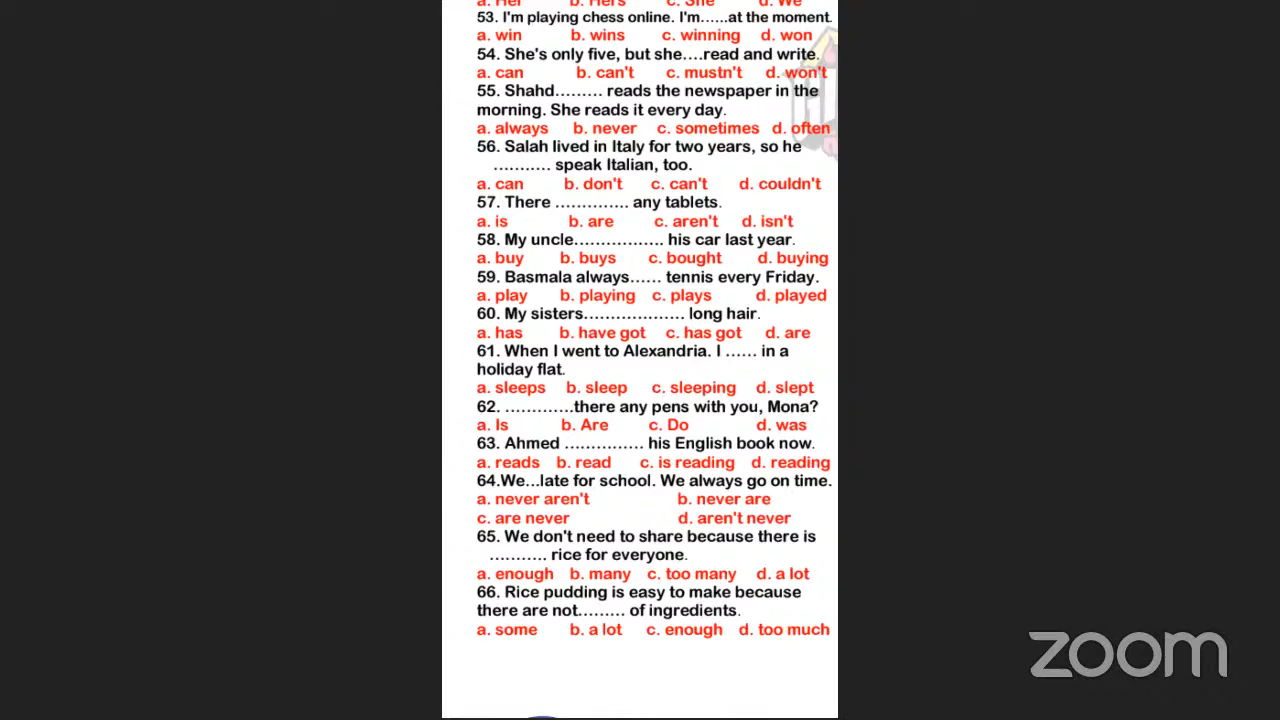 a. Her b. Hers c. She d. We
53. I'm playing chess online. I'm......at the moment.
a. win b. wins c. winning d. won
54. She's only five, but she....read and write.
a. can b. can't c. mustn't d. won't
55. Shahd......... reads the newspaper in the
morning. She reads it every day.
a. always b. never c. sometimes d. often
56. Salah lived in Italy for two years, so he
........... speak Italian, too.
a. can b. don't c. can't d. couldn't
57. There .............. any tablets.
a. is b. are c. aren't d. isn't
58. My uncle................. his car last year.
a. buy b. buys c. bought d. buying
59. Basmala always...... tennis every Friday.
a. play b. playing c. plays d. played
60. My sisters................... long hair.
a. has b. have got c. has got d. are
61. When I went to Alexandria. I ...... in a
holiday flat.
a. sleeps b. sleep c. sleeping d. slept
62. .............there any pens with you, Mona?
a. Is b. Are c. Do d. was
63. Ahmed ............... his English book now.
a. reads b. read c. is reading d. reading
64.We...late for school. We always go on time.
a. never aren't b. never are
c. are never d. aren't never
65. We don't need to share because there is
........... rice for everyone.
a. enough b. many c. too many d. a lot
66. Rice pudding is easy to make because
there are not......... of ingredients.
a. some b. a lot c. enough d. too much
zoom